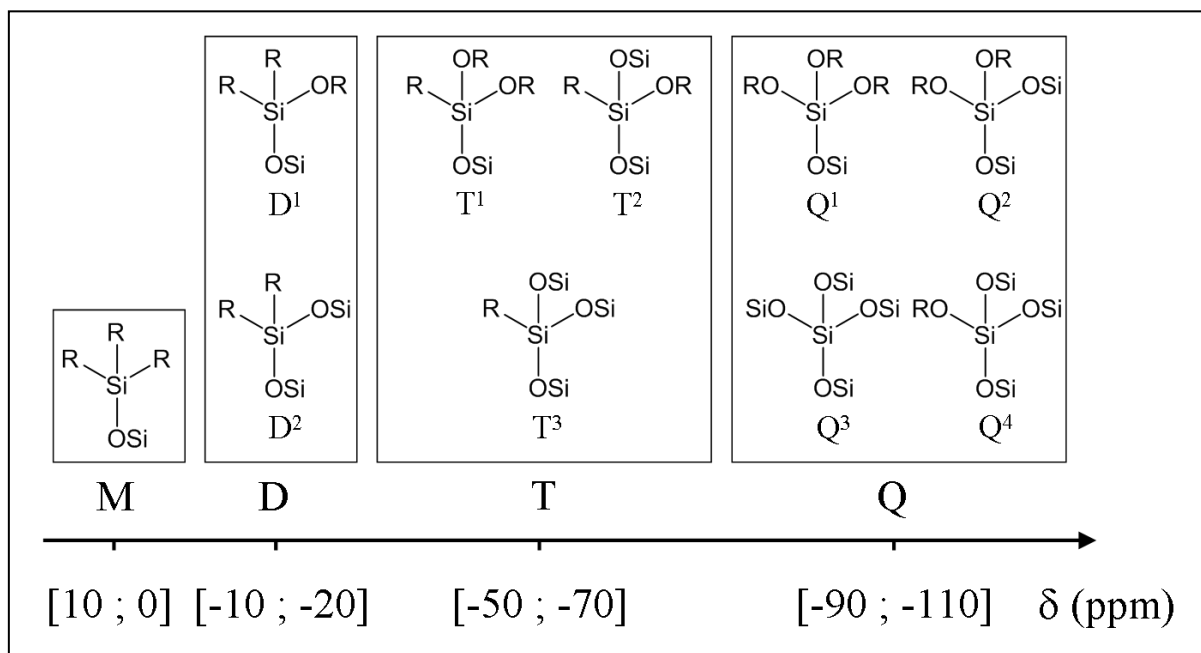 R
R
R
Si
OSi
M
R
R
OR
Si
OSi
D¹
R
R
OSi
Si
OSi
D²
D
OR
R
OR
Si
OSi
T¹
OSi
R
OR
Si
OSi
T²
OSi
R
OSi
Si
OSi
T³
T
OR
RO
OR
Si
OSi
Q¹
OR
RO
OSi
Si
OSi
Q²
OSi
SiO
OSi
Si
OSi
Q³
OSi
RO
OSi
Si
OSi
Q⁴
Q
[10 ; 0] [-10 ; -20] [-50 ; -70] [-90 ; -110] δ (ppm)